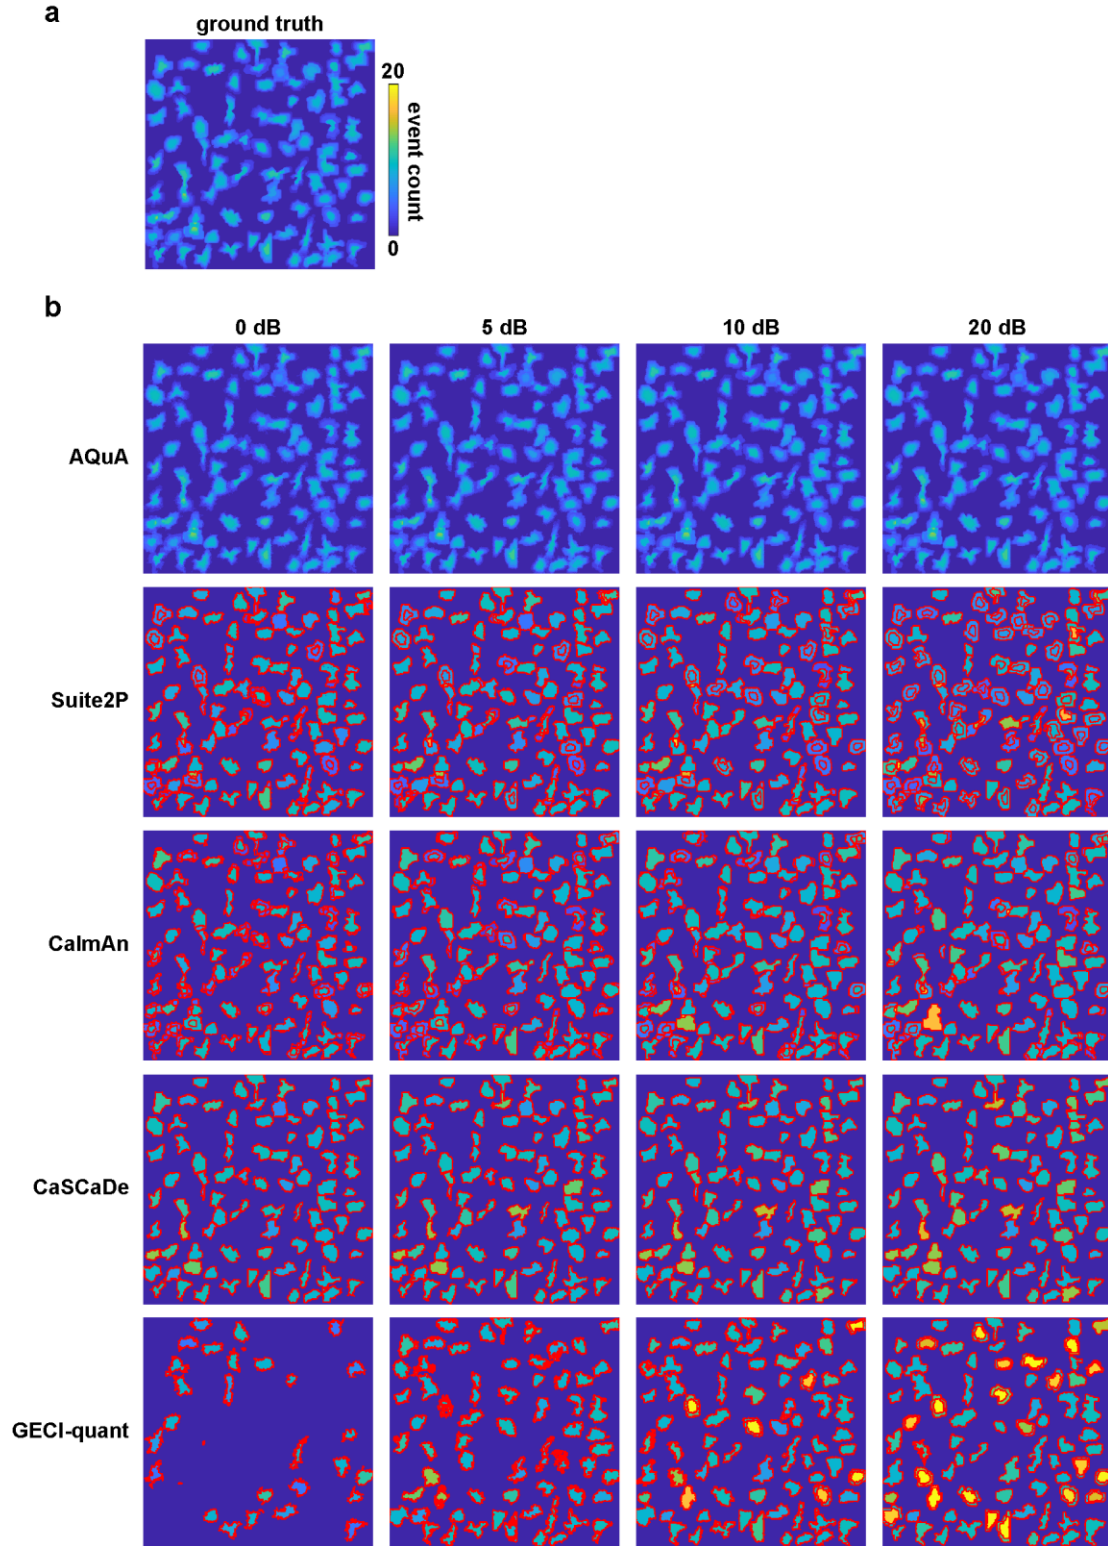 a
ground truth
20
event count
0
b
0 dB
5 dB
10 dB
20 dB
AQuA
Suite2P
CaImAn
CaSCaDe
GECI-quant